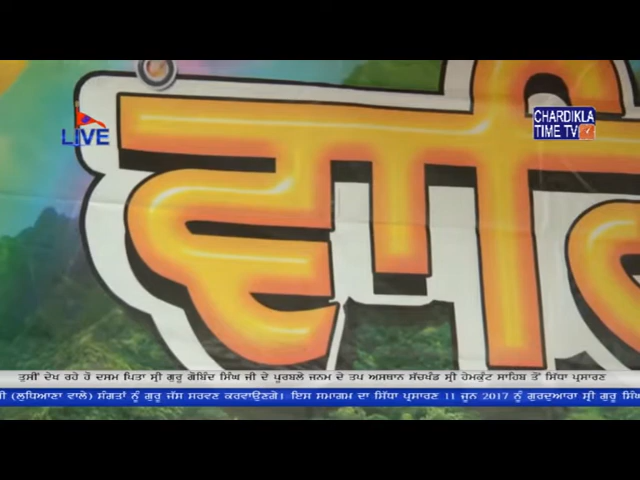 LIVE
CHARDIKLA
TIME TV
ਵਾਹਿ
ਤੁਸੀਂ ਦੇਖ ਰਹੇ ਹੋ ਦਸਮ ਪਿਤਾ ਸ੍ਰੀ ਗੁਰੂ ਗੋਬਿੰਦ ਸਿੰਘ ਜੀ ਦੇ ਪੂਰਬਲੇ ਜਨਮ ਦੇ ਤਪ ਅਸਥਾਨ ਸੱਚਖੰਡ ਸ੍ਰੀ ਹੇਮਕੁੰਟ ਸਾਹਿਬ ਤੋਂ ਸਿੱਧਾ ਪ੍ਰਸਾਰਣ
ਸੀ (ਲੁਧਿਆਣਾ ਵਾਲੇ) ਸੰਗਤਾਂ ਨੂੰ ਗੁਰੂ ਜੱਸ ਸਰਵਣ ਕਰਵਾਉਣਗੇ। ਇਸ ਸਮਾਗਮ ਦਾ ਸਿੱਧਾ ਪ੍ਰਸਾਰਣ 11 ਜੂਨ 2017 ਨੂੰ ਗੁਰਦੁਆਰਾ ਸ੍ਰੀ ਗੁਰੂ ਸਿੰਘ